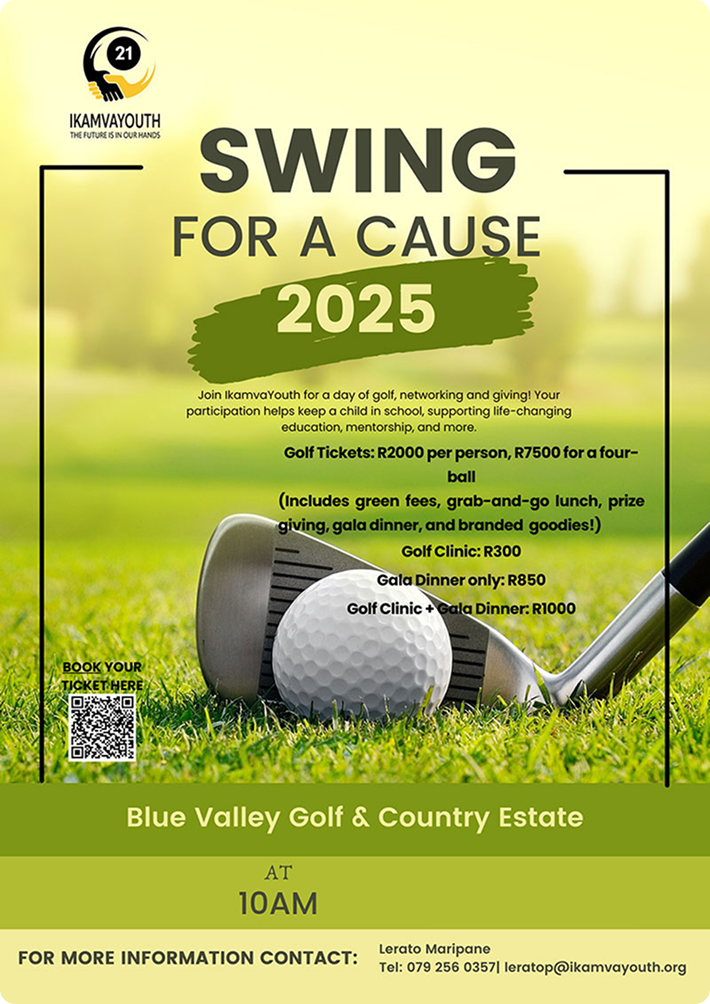 21
IKAMVAYOUTH
THE FUTURE IS IN OUR HANDS
SWING
FOR A CAUSE
2025
Join IkamvaYouth for a day of golf, networking and giving! Your
participation helps keep a child in school, supporting life-changing
education, mentorship, and more.
Golf Tickets: R2000 per person, R7500 for a four-
ball
(Includes green fees, grab-and-go lunch, prize
giving, gala dinner, and branded goodies!)
Golf Clinic: R300
Gala Dinner only: R850
Golf Clinic + Gala Dinner: R1000
BOOK YOUR
TICKET HERE
Blue Valley Golf & Country Estate
AT
10AM
FOR MORE INFORMATION CONTACT:
Lerato Maripane
Tel: 079 256 0357| leratop@ikamvayouth.org